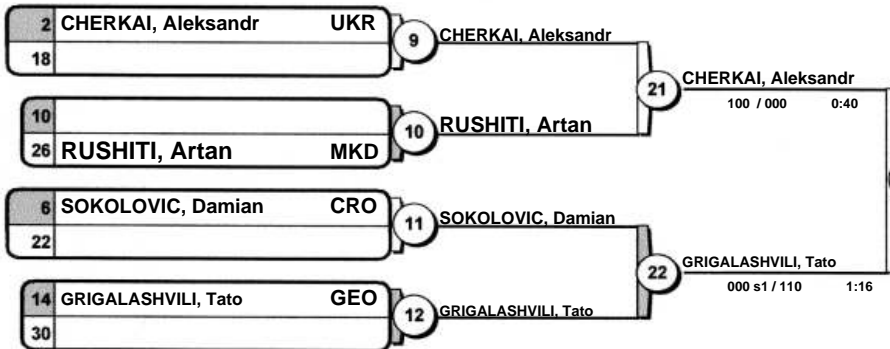 2 CHERKAI, Aleksandr UKR
18
9
CHERKAI, Aleksandr
10
26 RUSHITI, Artan MKD
10
RUSHITI, Artan
21
CHERKAI, Aleksandr
100 / 000 0:40
6 SOKOLOVIC, Damian CRO
22
11
SOKOLOVIC, Damian
14 GRIGALASHVILI, Tato GEO
30
12
GRIGALASHVILI, Tato
22
GRIGALASHVILI, Tato
000 s1 / 110 1:16